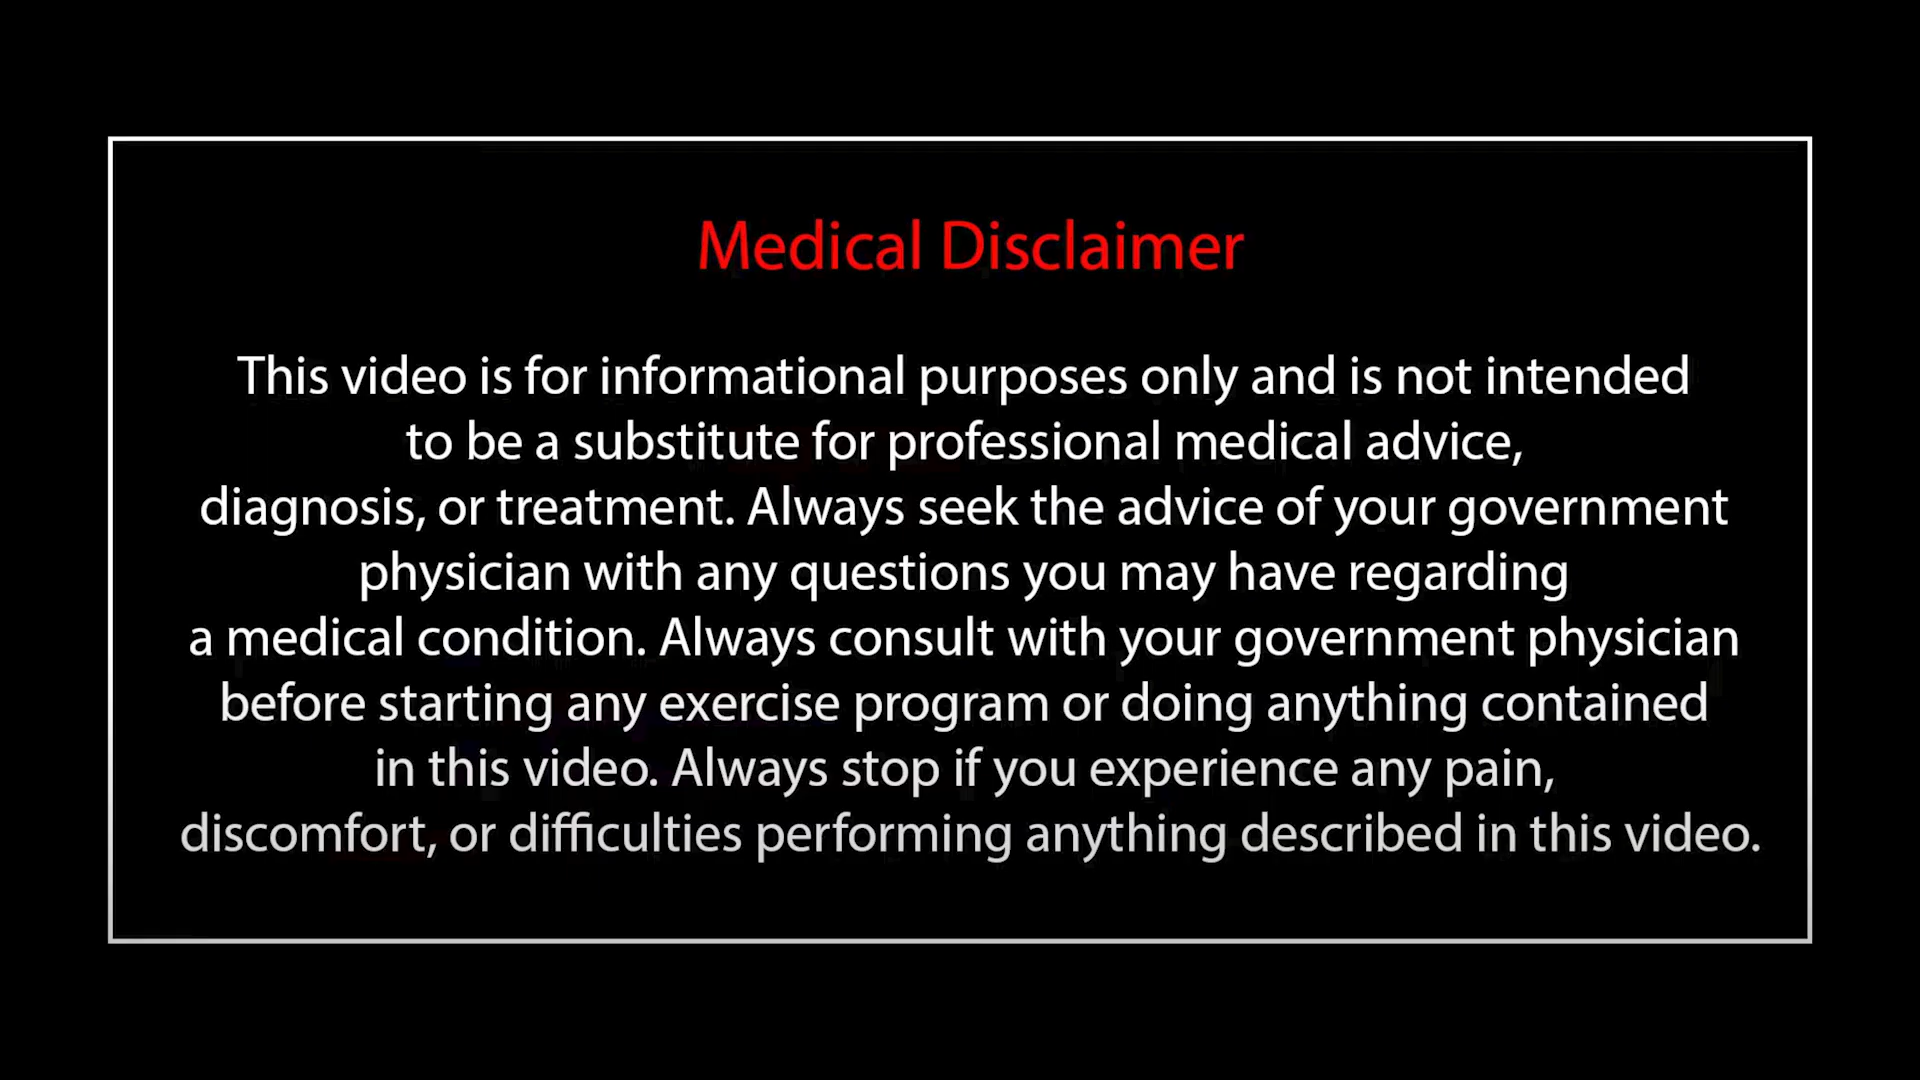 Medical Disclaimer
This video is for informational purposes only and is not intended
to be a substitute for professional medical advice,
diagnosis, or treatment. Always seek the advice of your government
physician with any questions you may have regarding
a medical condition. Always consult with your government physician
before starting any exercise program or doing anything contained
in this video. Always stop if you experience any pain,
discomfort, or difficulties performing anything described in this video.